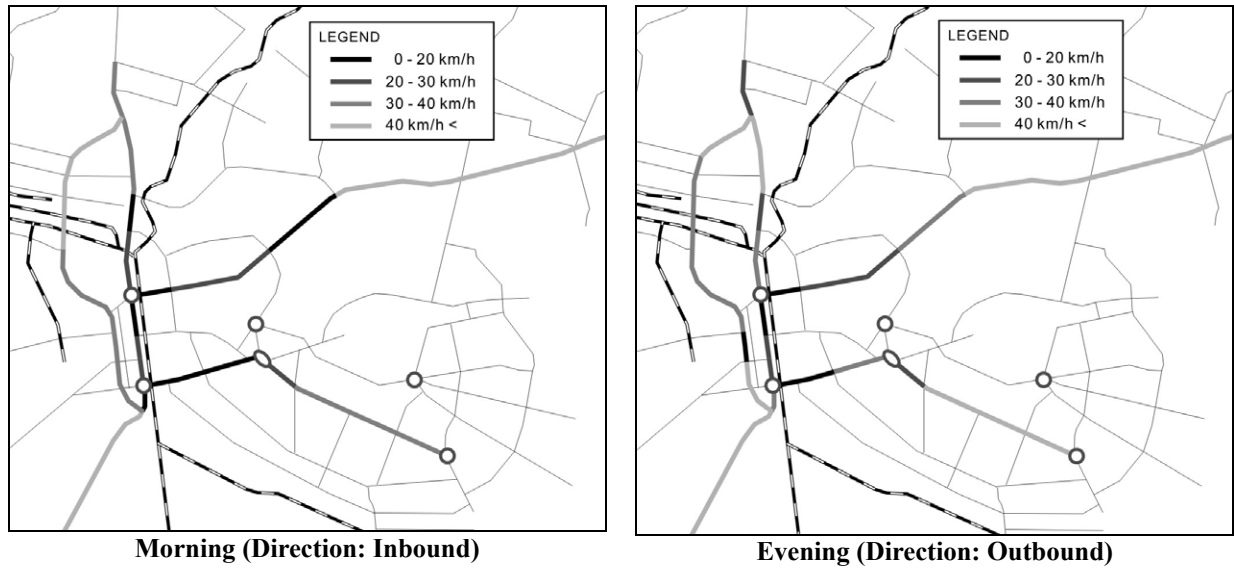 LEGEND
0 - 20 km/h
20 - 30 km/h
30 - 40 km/h
40 km/h <
LEGEND
0 - 20 km/h
20 - 30 km/h
30 - 40 km/h
40 km/h <
Morning (Direction: Inbound)
Evening (Direction: Outbound)